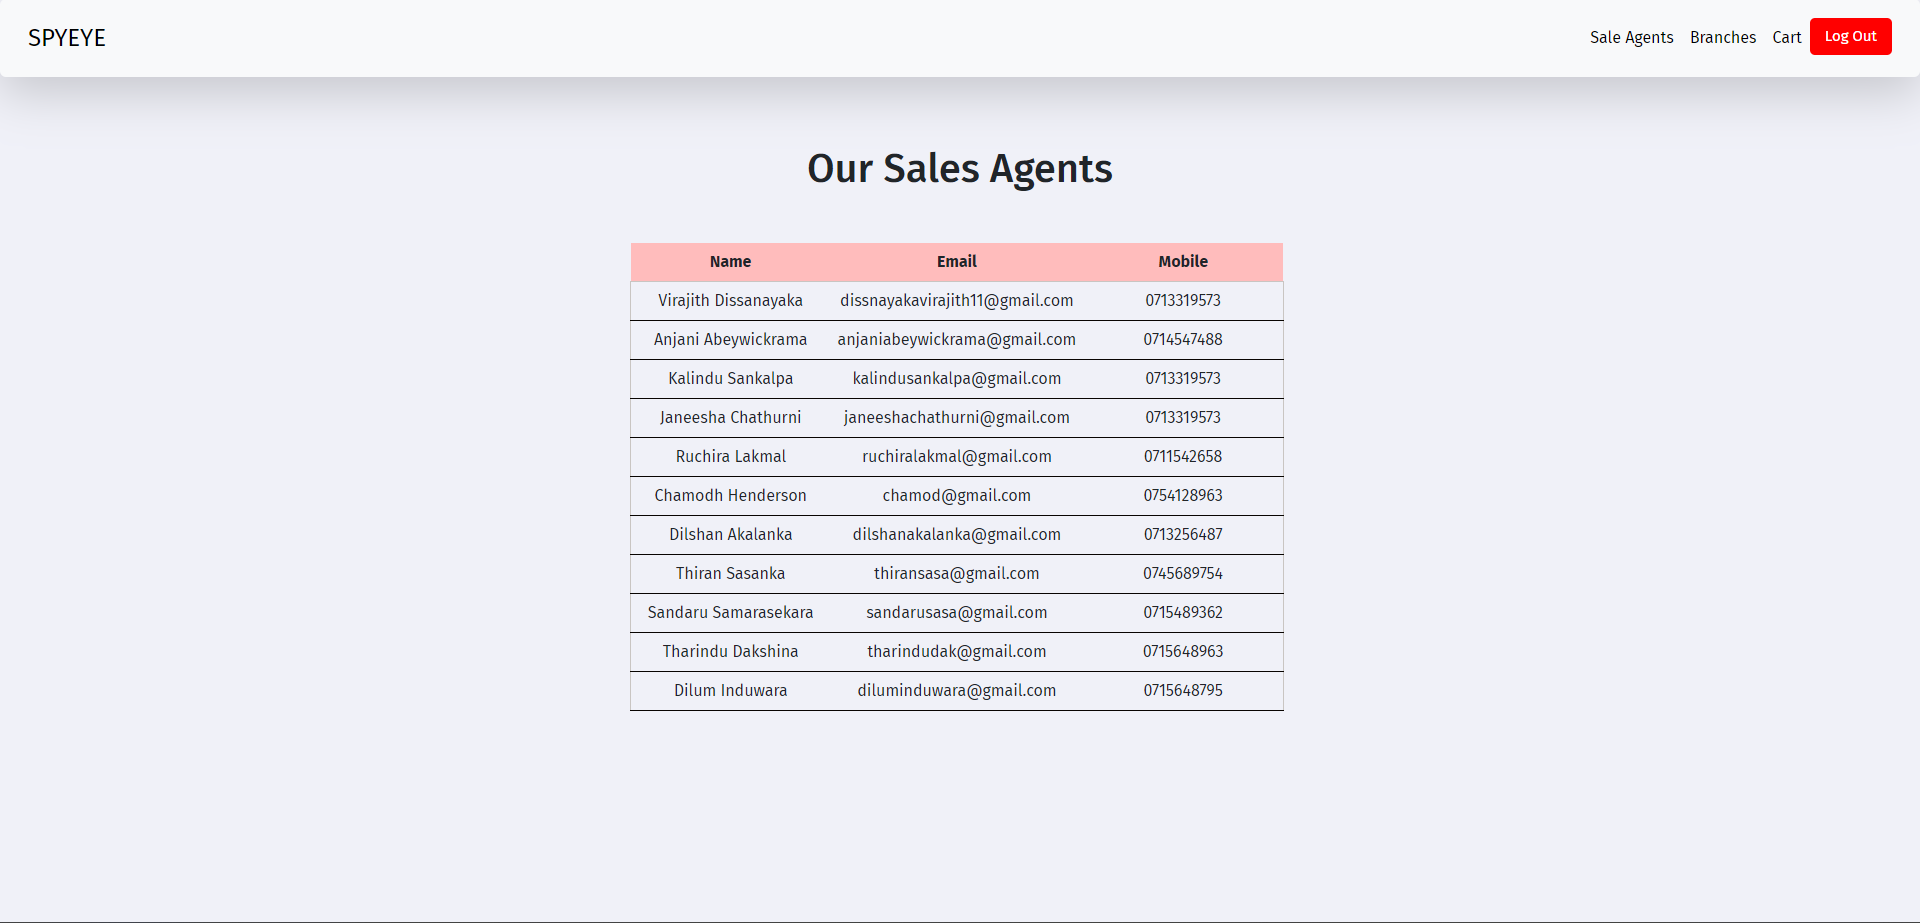 SPYEYE Sale Agents Branches Cart Log Out
Our Sales Agents
Name Email Mobile
Virajith Dissanayaka dissnayakavirajith11@gmail.com 0713319573
Anjani Abeywickrama anjaniabeywickrama@gmail.com 0714547488
Kalindu Sankalpa kalindusankalpa@gmail.com 0713319573
Janeesha Chathurni janeeshachathurni@gmail.com 0713319573
Ruchira Lakmal ruchiralakmal@gmail.com 0711542658
Chamodh Henderson chamod@gmail.com 0754128963
Dilshan Akalanka dilshanakalanka@gmail.com 0713256487
Thiran Sasanka thiransasa@gmail.com 0745689754
Sandaru Samarasekara sandarusasa@gmail.com 0715489362
Tharindu Dakshina tharindudak@gmail.com 0715648963
Dilum Induwara diluminduwara@gmail.com 0715648795